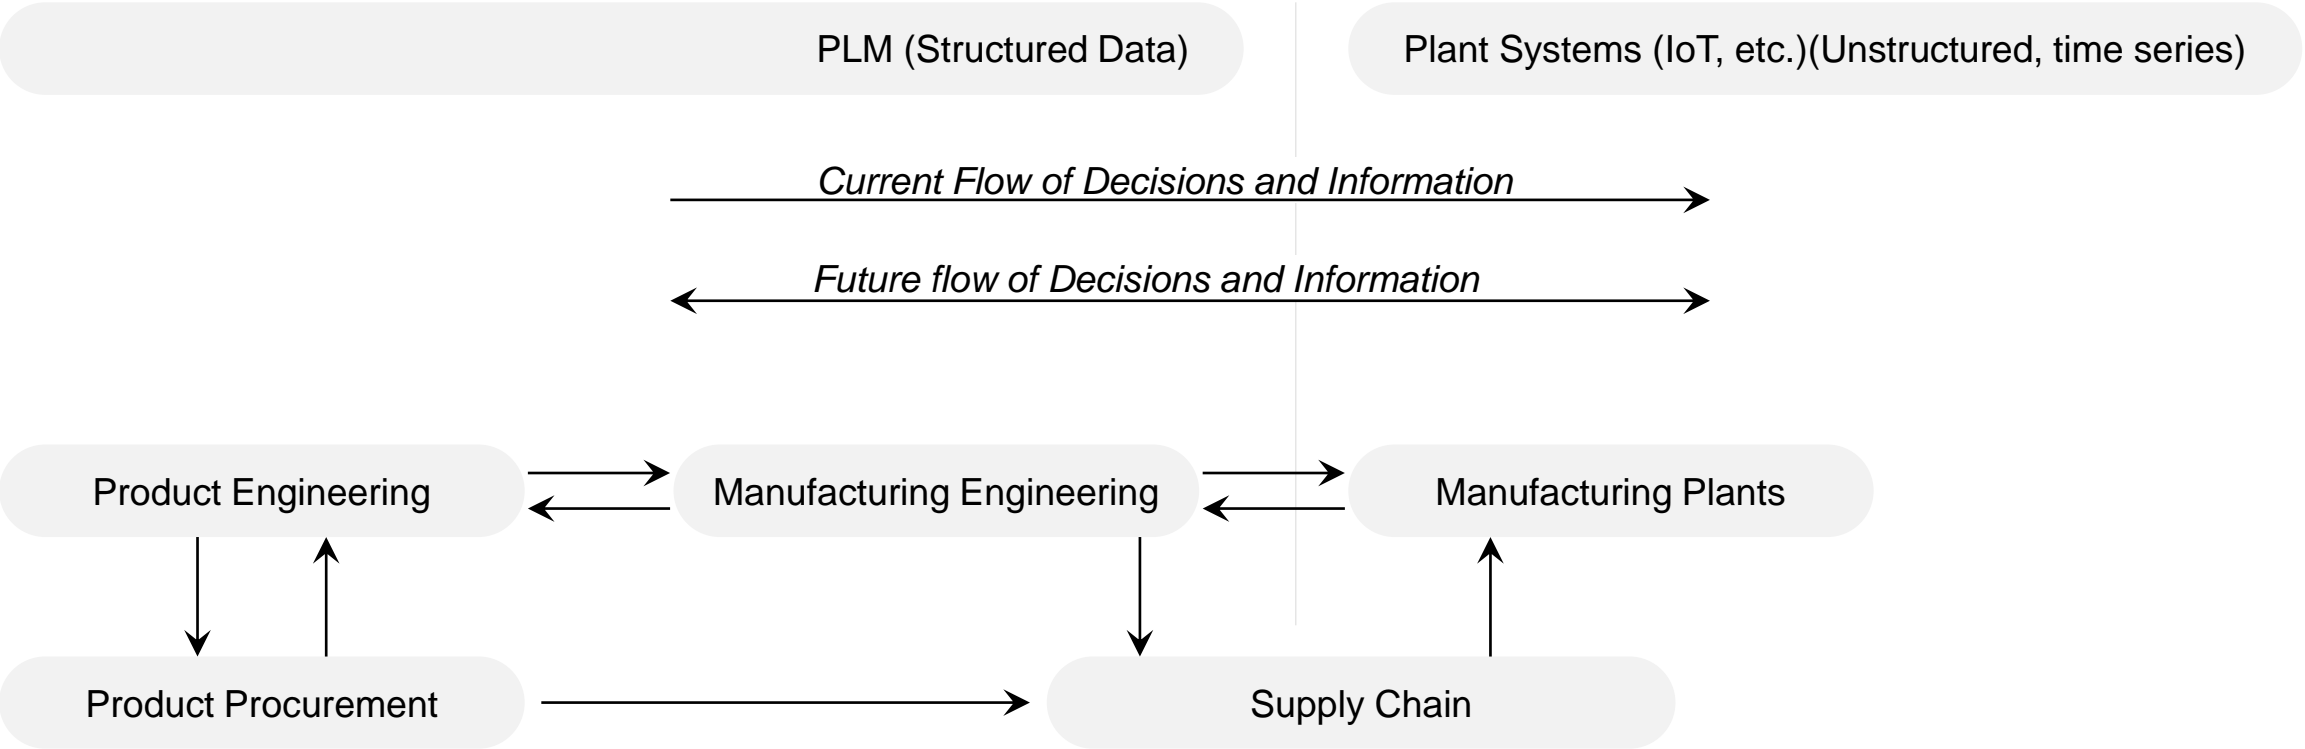 PLM (Structured Data)
Plant Systems (IoT, etc.)(Unstructured, time series)
Current Flow of Decisions and Information
Future flow of Decisions and Information
Product Engineering
Manufacturing Engineering
Manufacturing Plants
Product Procurement
Supply Chain